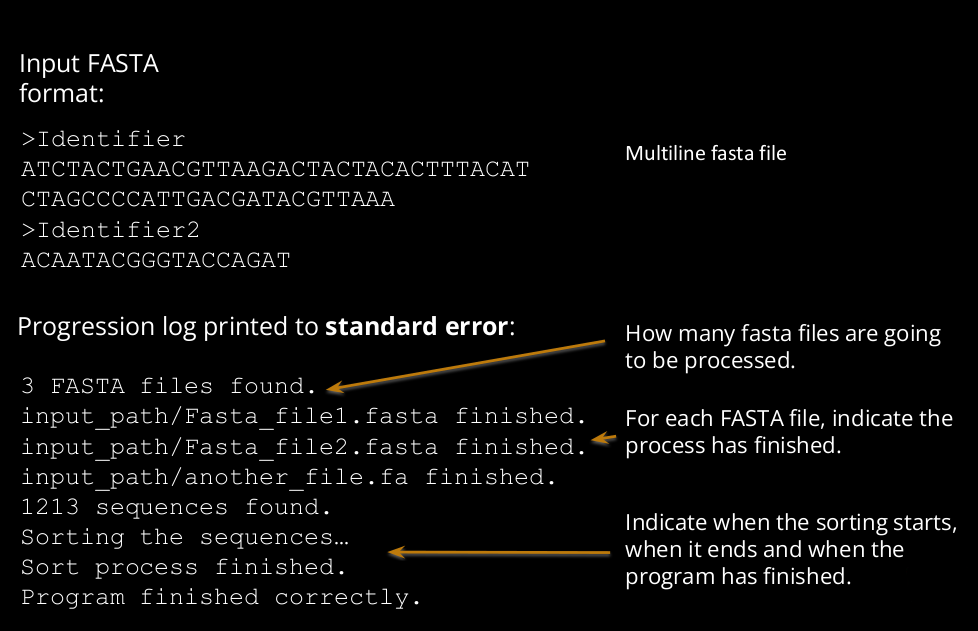 Input FASTA
format:
>Identifier
ATCTACTGAACGTTAAGACTACTACACTTTACAT
CTAGCCCCATTGACGATACGTTAAA
>Identifier2
ACAATACGGGTACCAGAT
Multiline fasta file
Progression log printed to standard error:
3 FASTA files found.
input_path/Fasta_file1.fasta finished.
input_path/Fasta_file2.fasta finished.
input_path/another_file.fa finished.
1213 sequences found.
Sorting the sequences…
Sort process finished.
Program finished correctly.
How many fasta files are going
to be processed.
For each FASTA file, indicate the
process has finished.
Indicate when the sorting starts,
when it ends and when the
program has finished.